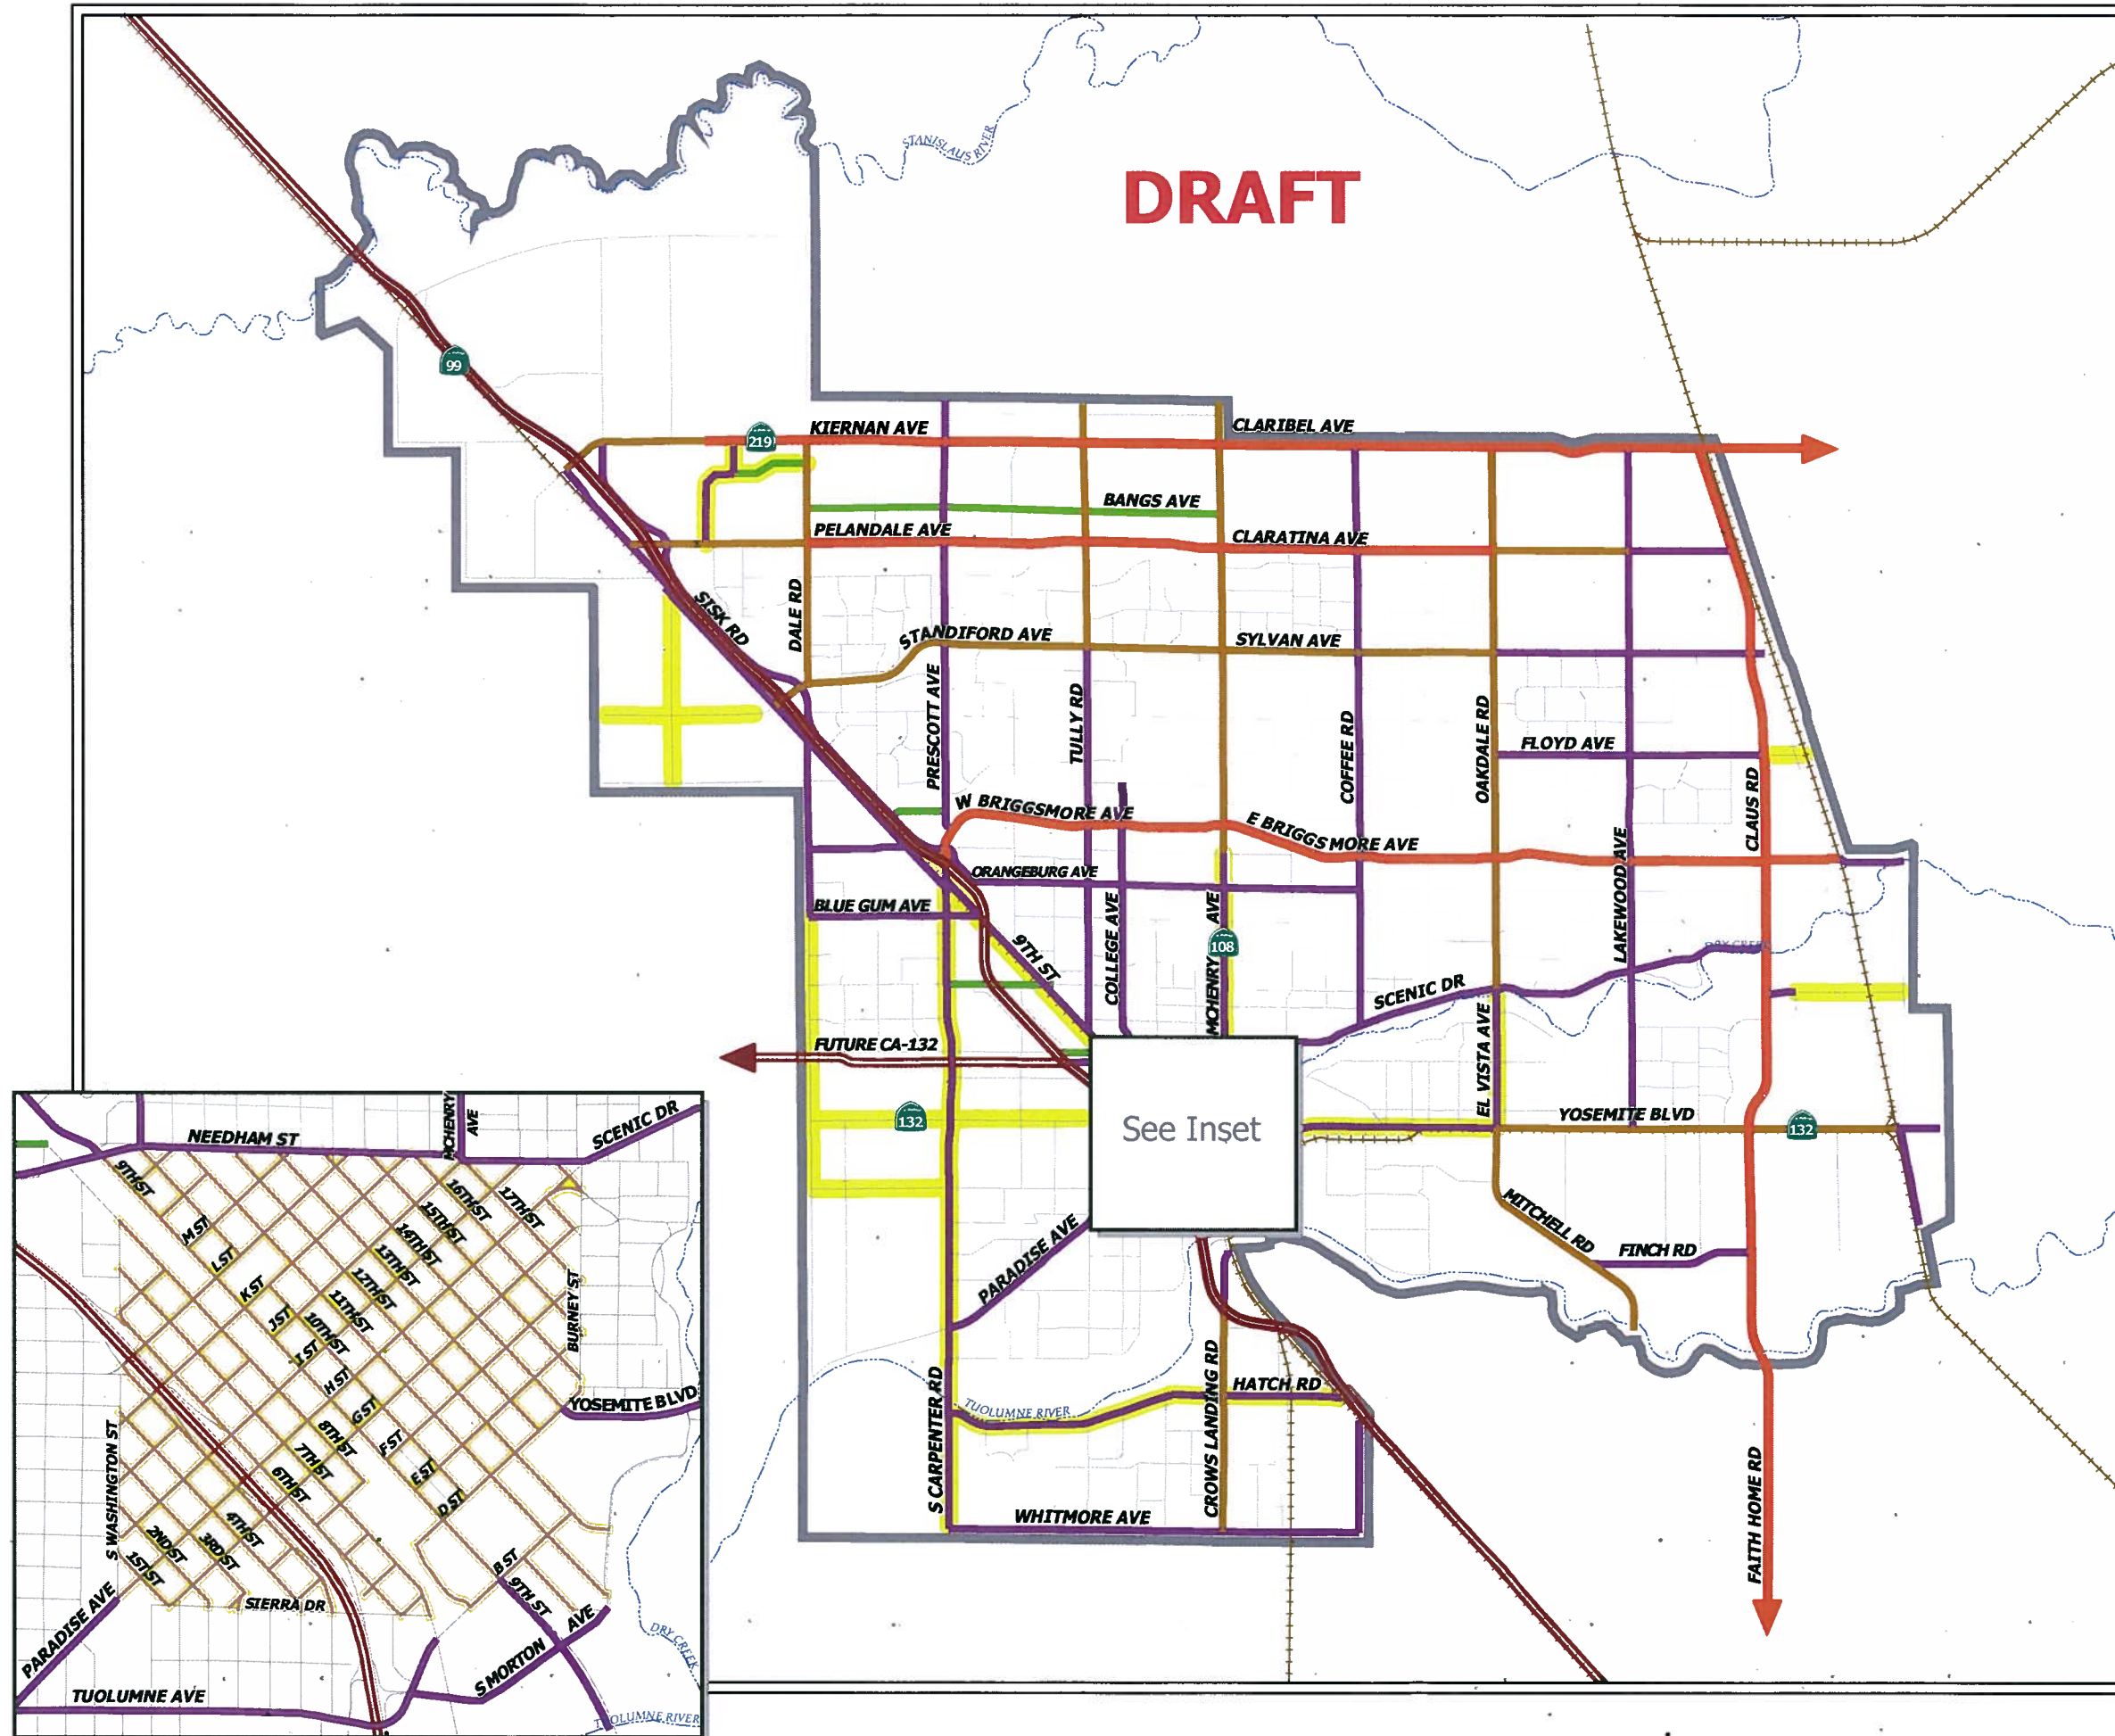 STANISLAUS RIVER
DRAFT
99
219
KIERNAN AVE
CLARIBEL AVE
BANGS AVE
PELANDALE AVE
CLARATINA AVE
SISK RD
DALE RD
STANDIFORD AVE
SYLVAN AVE
PRESCOTT AVE
TULLY RD
COFFEE RD
OAKDALE RD
FLOYD AVE
CLAUS RD
W BRIGGSMORE AVE
E BRIGGSMORE AVE
LAKEWOOD AVE
ORANGEBURG AVE
BLUE GUM AVE
9TH ST
COLLEGE AVE
MCHENRY AVE
108
DRY CREEK
SCENIC DR
EL VISTA AVE
FUTURE CA-132
132
See Inset
YOSEMITE BLVD
132
MITCHELL RD
FINCH RD
PARADISE AVE
S CARPENTER RD
TUOLUMNE RIVER
CROWS LANDING RD
HATCH RD
WHITMORE AVE
FAITH HOME RD
NEEDHAM ST
MCHENRY AVE
SCENIC DR
9TH ST
M ST
L ST
K ST
J ST
I ST
H ST
G ST
F ST
E ST
D ST
B ST
17TH ST
16TH ST
15TH ST
14TH ST
13TH ST
12TH ST
11TH ST
10TH ST
8TH ST
7TH ST
6TH ST
4TH ST
3RD ST
2ND ST
1ST ST
BURNEY ST
YOSEMITE BLVD
S WASHINGTON ST
SIERRA DR
PARADISE AVE
9TH ST
S MORTON AVE
TUOLUMNE AVE
DRY CREEK
TUOLUMNE RIVER